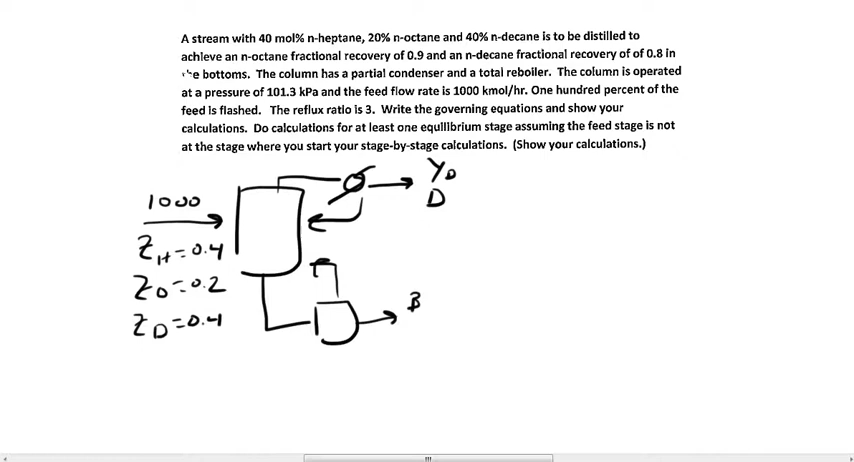 A stream with 40 mol% n-heptane, 20% n-octane and 40% n-decane is to be distilled to
achieve an n-octane fractional recovery of 0.9 and an n-decane fractional recovery of of 0.8 in
the bottoms. The column has a partial condenser and a total reboiler. The column is operated
at a pressure of 101.3 kPa and the feed flow rate is 1000 kmol/hr. One hundred percent of the
feed is flashed. The reflux ratio is 3. Write the governing equations and show your
calculations. Do calculations for at least one equilibrium stage assuming the feed stage is not
at the stage where you start your stage-by-stage calculations. (Show your calculations.)
YD
D
1000
ZH=0.4
ZO=0.2
ZD=0.4
B